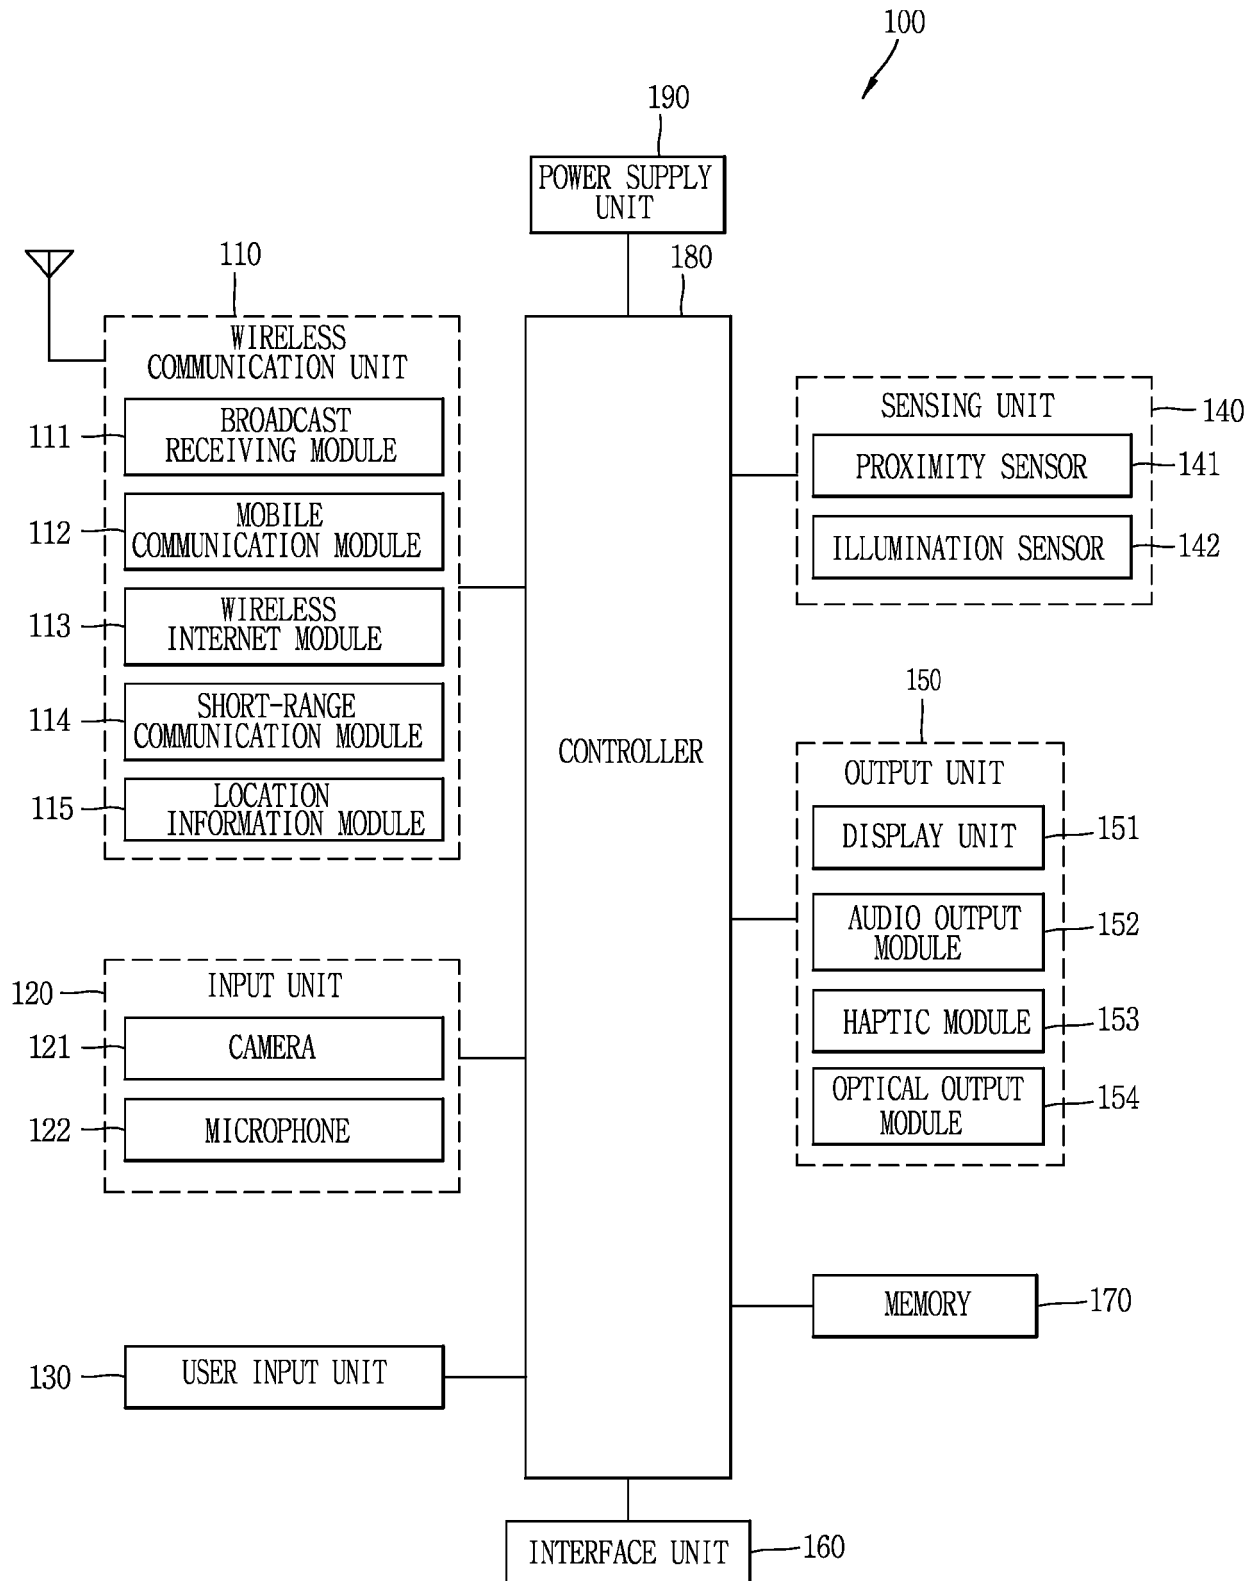 100
190
POWER SUPPLY
UNIT
110
180
WIRELESS
COMMUNICATION UNIT
111
BROADCAST
RECEIVING MODULE
112
MOBILE
COMMUNICATION MODULE
113
WIRELESS
INTERNET MODULE
114
SHORT-RANGE
COMMUNICATION MODULE
115
LOCATION
INFORMATION MODULE
120
INPUT UNIT
121
CAMERA
122
MICROPHONE
130
USER INPUT UNIT
CONTROLLER
SENSING UNIT
140
PROXIMITY SENSOR
141
ILLUMINATION SENSOR
142
150
OUTPUT UNIT
DISPLAY UNIT
151
AUDIO OUTPUT
MODULE
152
HAPTIC MODULE
153
OPTICAL OUTPUT
MODULE
154
MEMORY
170
INTERFACE UNIT
160